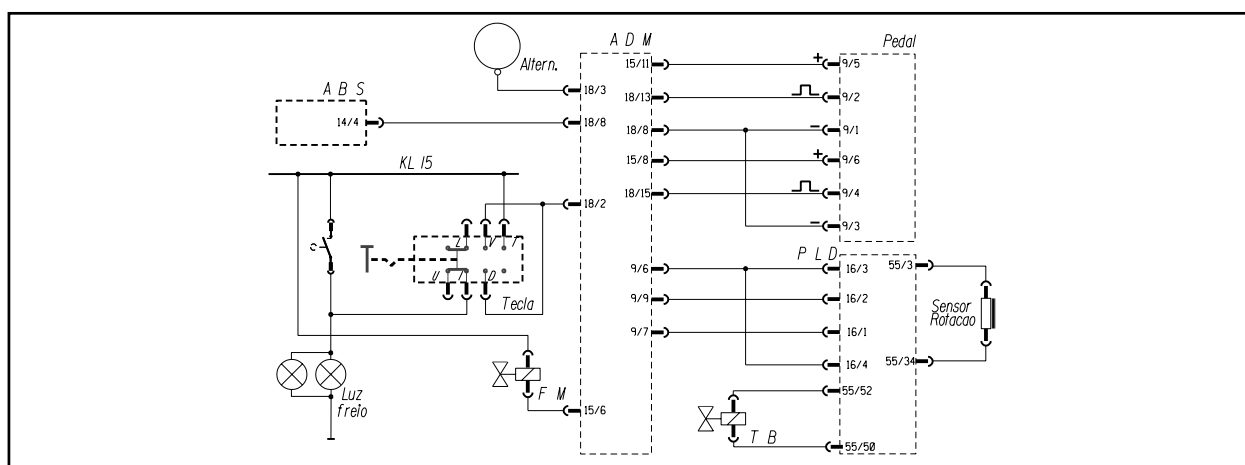 A D M
Pedal
Altern.
15/11
+
9/5
18/3
18/13
9/2
A B S
14/4
18/8
18/8
–
9/1
KL 15
15/8
+
9/6
18/2
18/15
9/4
–
9/3
L V T
U 1 D
Tecla
P L D
9/6
16/3
55/3
9/9
16/2
Sensor
Rotacao
9/7
16/1
16/4
55/34
Luz
freio
F M
15/6
55/52
T B
55/50